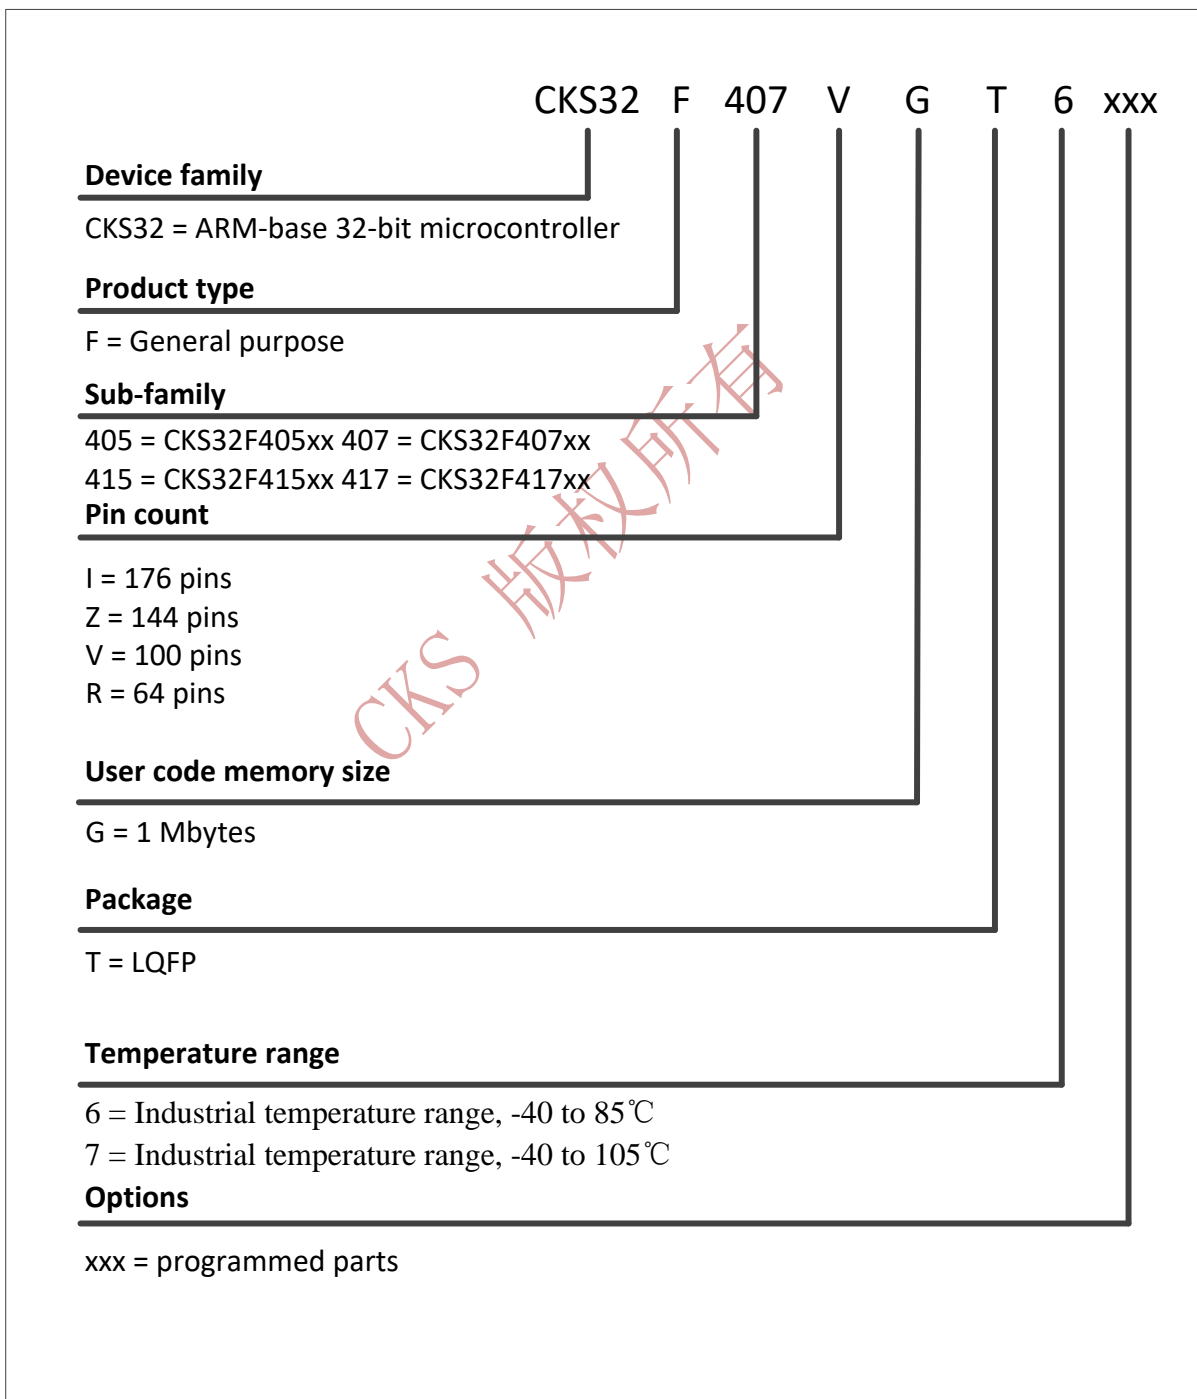 CKS32 F 407 V G T 6 xxx
Device family
CKS32 = ARM-base 32-bit microcontroller
Product type
F = General purpose
Sub-family
405 = CKS32F405xx 407 = CKS32F407xx
415 = CKS32F415xx 417 = CKS32F417xx
Pin count
I = 176 pins
Z = 144 pins
V = 100 pins
R = 64 pins
CKS 版权所有
User code memory size
G = 1 Mbytes
Package
T = LQFP
Temperature range
6 = Industrial temperature range, -40 to 85℃
7 = Industrial temperature range, -40 to 105℃
Options
xxx = programmed parts